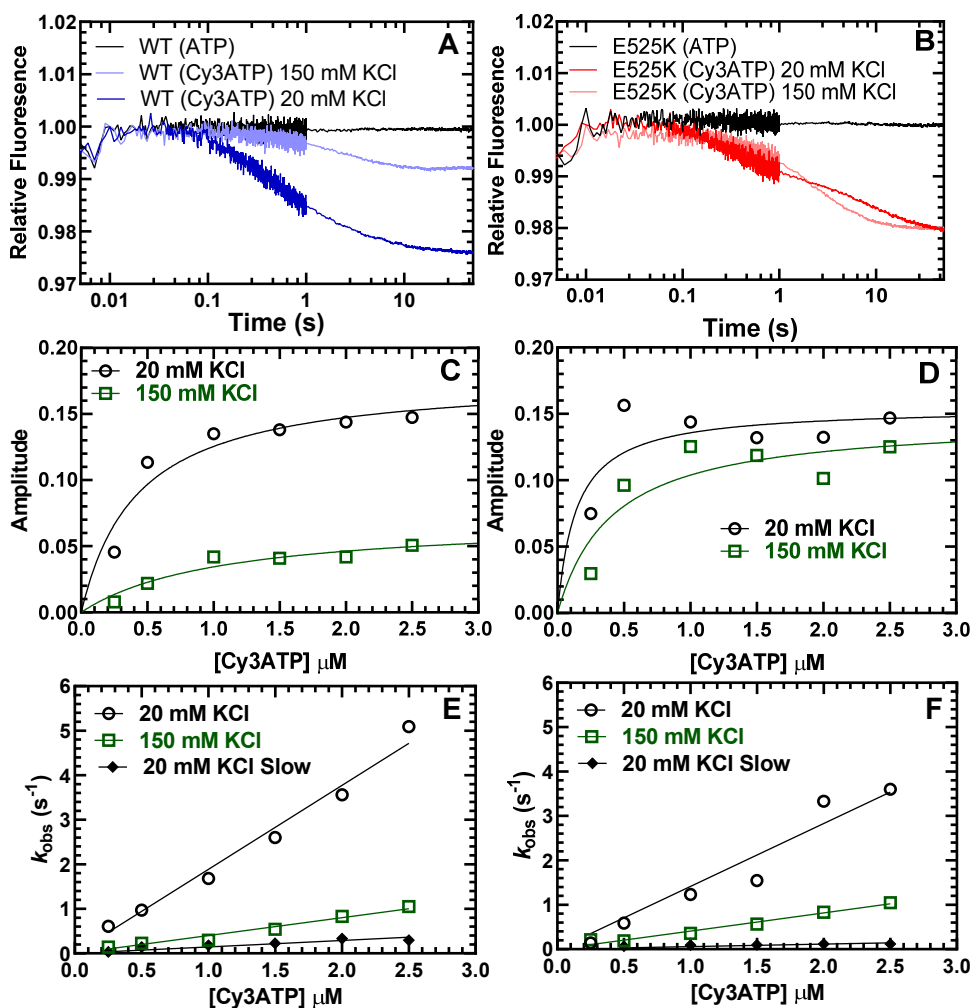 A
WT (ATP)
WT (Cy3ATP) 150 mM KCl
WT (Cy3ATP) 20 mM KCl
Relative Fluoresence
1.02
1.01
1.00
0.99
0.98
0.97
0.01 0.1 1 10
Time (s)
B
E525K (ATP)
E525K (Cy3ATP) 20 mM KCl
E525K (Cy3ATP) 150 mM KCl
Relative Fluoresence
1.02
1.01
1.00
0.99
0.98
0.97
0.01 0.1 1 10
Time (s)
C
20 mM KCl
150 mM KCl
Amplitude
0.20
0.15
0.10
0.05
0.00
0.0 0.5 1.0 1.5 2.0 2.5 3.0
[Cy3ATP] μM
D
20 mM KCl
150 mM KCl
Amplitude
0.20
0.15
0.10
0.05
0.00
0.0 0.5 1.0 1.5 2.0 2.5 3.0
[Cy3ATP] μM
E
20 mM KCl
150 mM KCl
20 mM KCl Slow
kobs (s-1)
6
5
4
3
2
1
0
0.0 0.5 1.0 1.5 2.0 2.5 3.0
[Cy3ATP] μM
F
20 mM KCl
150 mM KCl
20 mM KCl Slow
kobs (s-1)
6
4
2
0
0.0 0.5 1.0 1.5 2.0 2.5 3.0
[Cy3ATP] μM